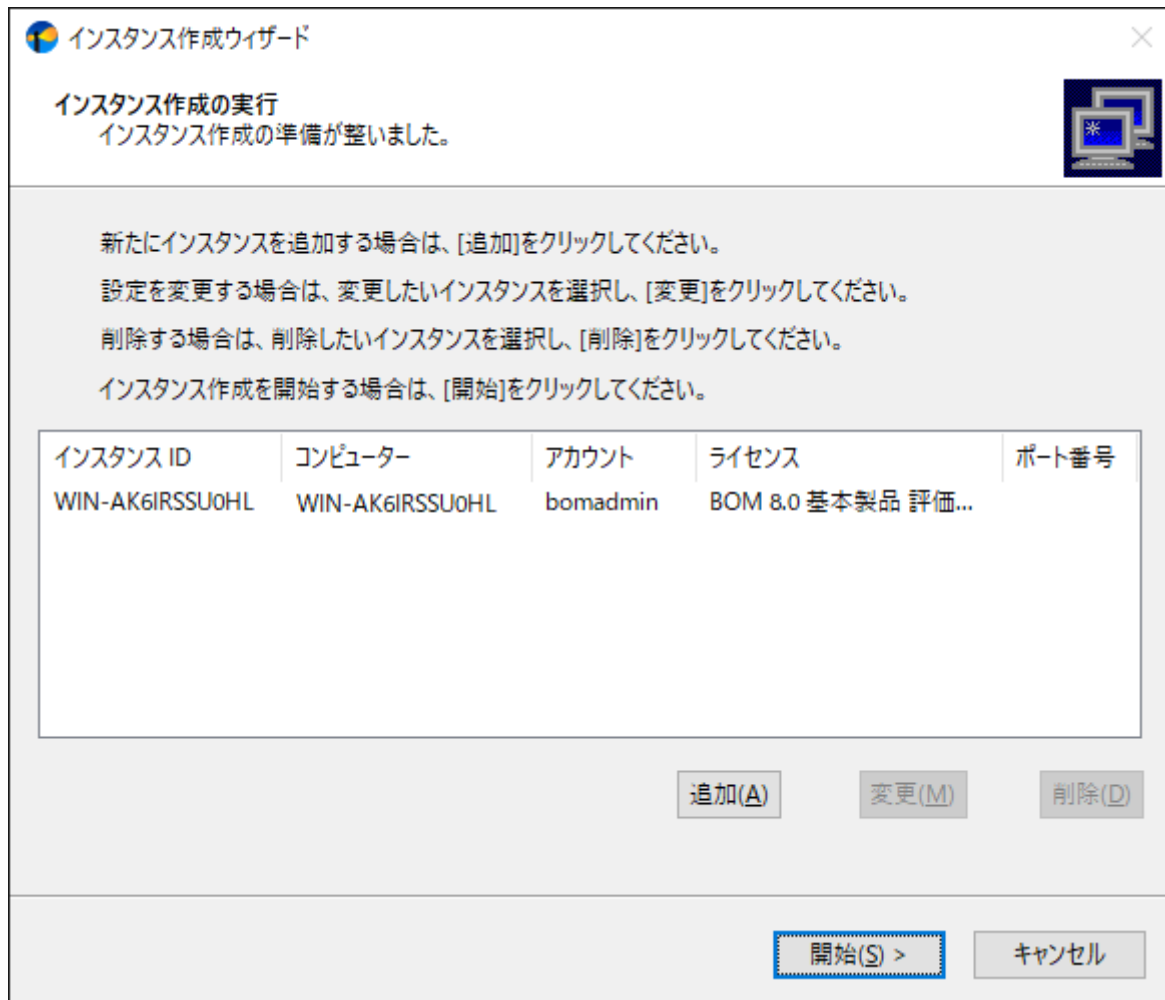 インスタンス作成ウィザード
インスタンス作成の実行
インスタンス作成の準備が整いました。
新たにインスタンスを追加する場合は、[追加]をクリックしてください。
設定を変更する場合は、変更したいインスタンスを選択し、[変更]をクリックしてください。
削除する場合は、削除したいインスタンスを選択し、[削除]をクリックしてください。
インスタンス作成を開始する場合は、[開始]をクリックしてください。
インスタンス ID コンピューター アカウント ライセンス ポート番号
WIN-AK6IRSSU0HL WIN-AK6IRSSU0HL bomadmin BOM 8.0 基本製品 評価...
追加(A) 変更(M) 削除(D)
開始(S) > キャンセル